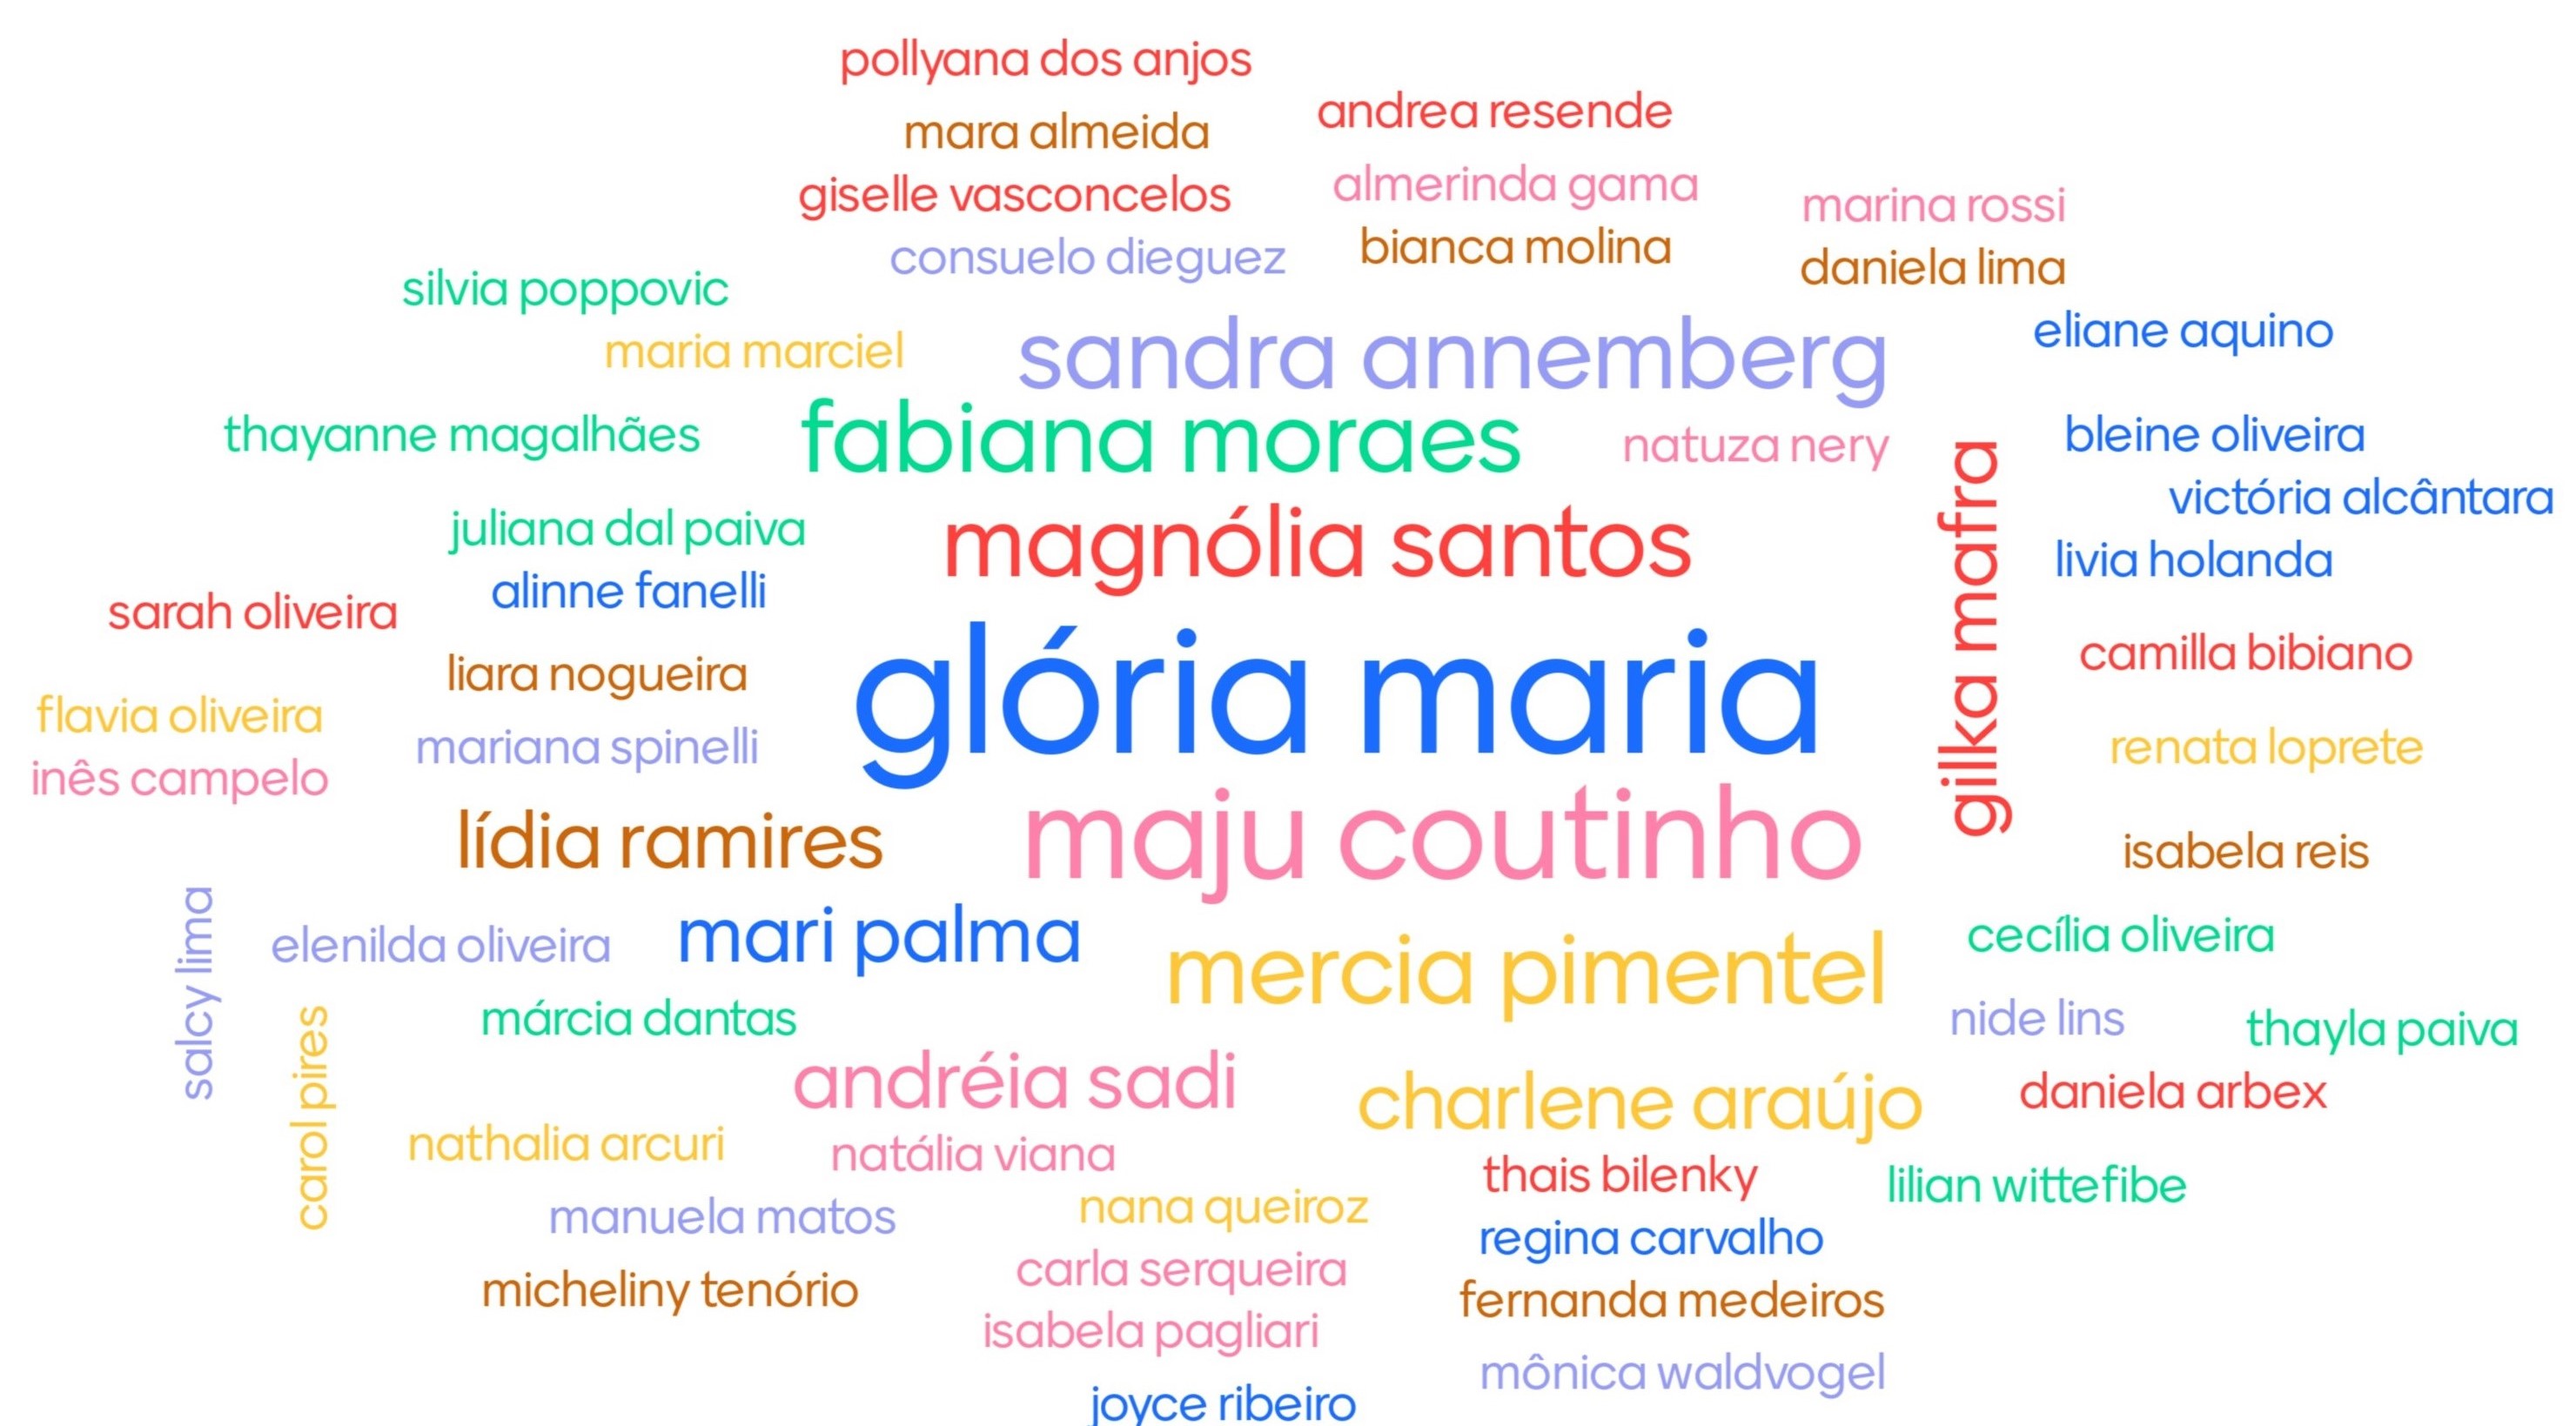 pollyana dos anjos
andrea resende
mara almeida
almerinda gama
giselle vasconcelos
marina rossi
bianca molina
consuelo dieguez
daniela lima
silvia poppovic
eliane aquino
maria marciel
sandra annemberg
thayanne magalhães
fabiana moraes
natuza nery
bleine oliveira
victória alcântara
juliana dal paiva
magnólia santos
gilka mafra
livia holanda
alinne fanelli
sarah oliveira
camilla bibiano
liara nogueira
glória maria
flavia oliveira
mariana spinelli
renata loprete
inês campelo
lídia ramires
maju coutinho
isabela reis
salcy lima
elenilda oliveira
mari palma
cecília oliveira
mercia pimentel
márcia dantas
nide lins
thayla paiva
carol pires
andréia sadi
charlene araújo
daniela arbex
nathalia arcuri
natália viana
thais bilenky
lilian wittefibe
manuela matos
nana queiroz
regina carvalho
carla serqueira
micheliny tenório
fernanda medeiros
isabela pagliari
mônica waldvogel
joyce ribeiro